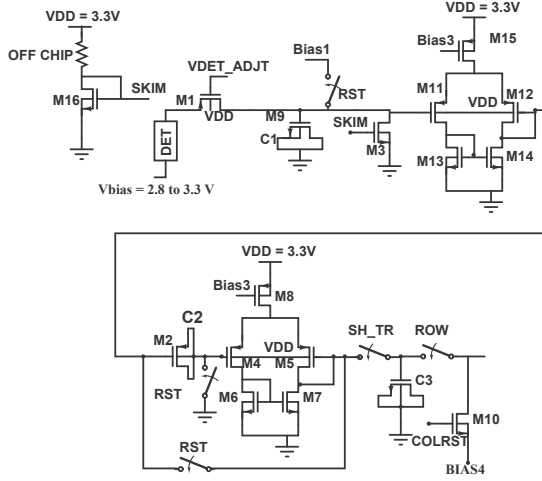 VDD = 3.3V
VDD = 3.3V
OFF CHIP
Bias1
Bias3
M15
VDET_ADJT
SKIM
M16
M1
VDD
M9
RST
M11
VDD
M12
SKIM
DET
C1
M3
M13
M14
Vbias = 2.8 to 3.3 V
VDD = 3.3V
Bias3
M8
C2
M2
VDD
SH_TR
ROW
M4
M5
RST
M6
M7
C3
M10
COLRST
RST
BIAS4